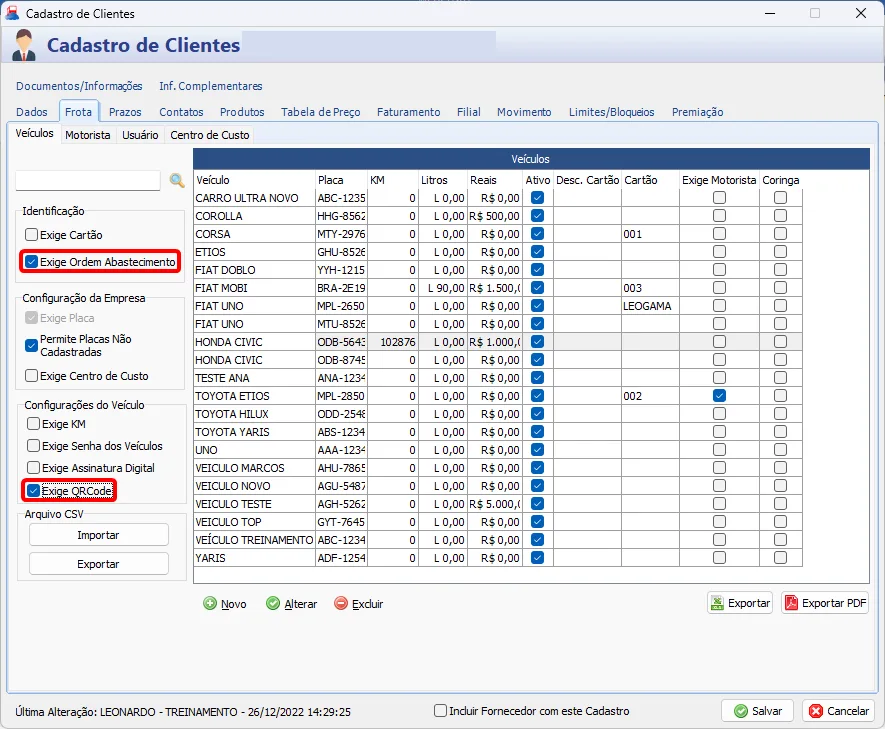 Cadastro de Clientes
Cadastro de Clientes
Documentos/Informações Inf. Complementares
Dados Frota Prazos Contatos Produtos Tabela de Preço Faturamento Filial Movimento Limites/Bloqueios Premiação
Veículos Motorista Usuário Centro de Custo
Identificação
Exige Cartão
Exige Ordem Abastecimento
Configuração da Empresa
Exige Placa
Permite Placas Não
Cadastradas
Exige Centro de Custo
Configurações do Veículo
Exige KM
Exige Senha dos Veículos
Exige Assinatura Digital
Exige QRCode
Arquivo CSV
Importar
Exportar
Veículos
Veículo Placa KM Litros Reais Ativo Desc. Cartão Cartão Exige Motorista Coringa
CARRO ULTRA NOVO ABC-1235 0 L 0,00 R$ 0,00
COROLLA HHG-8562 0 L 0,00 R$ 500,00
CORSA MTY-2976 0 L 0,00 R$ 0,00 001
ETIOS GHU-8526 0 L 0,00 R$ 0,00
FIAT DOBLO YYH-1215 0 L 0,00 R$ 0,00
FIAT MOBI BRA-2E19 0 L 90,00 R$ 1.500,0 003
FIAT UNO MPL-2650 0 L 0,00 R$ 0,00 LEOGAMA
FIAT UNO MTU-8526 0 L 0,00 R$ 0,00
HONDA CIVIC ODB-5643 102876 L 0,00 R$ 1.000,0
HONDA CIVIC ODB-8745 0 L 0,00 R$ 0,00
TESTE ANA ANA-1234 0 L 0,00 R$ 0,00
TOYOTA ETIOS MPL-2850 0 L 0,00 R$ 0,00 002
TOYOTA HILUX ODD-2548 0 L 0,00 R$ 0,00
TOYOTA YARIS ABS-1234 0 L 0,00 R$ 0,00
UNO AAA-1234 0 L 0,00 R$ 0,00
VEICULO MARCOS AHU-7865 0 L 0,00 R$ 0,00
VEICULO NOVO AGU-5487 0 L 0,00 R$ 0,00
VEICULO TESTE AGH-5262 0 L 0,00 R$ 5.000,0
VEICULO TOP GYT-7645 0 L 0,00 R$ 0,00
VEÍCULO TREINAMENTO ABC-1234 0 L 0,00 R$ 0,00
YARIS ADF-1254 0 L 0,00 R$ 0,00
Novo Alterar Excluir Exportar Exportar PDF
Última Alteração: LEONARDO - TREINAMENTO - 26/12/2022 14:29:25 Incluir Fornecedor com este Cadastro Salvar Cancelar